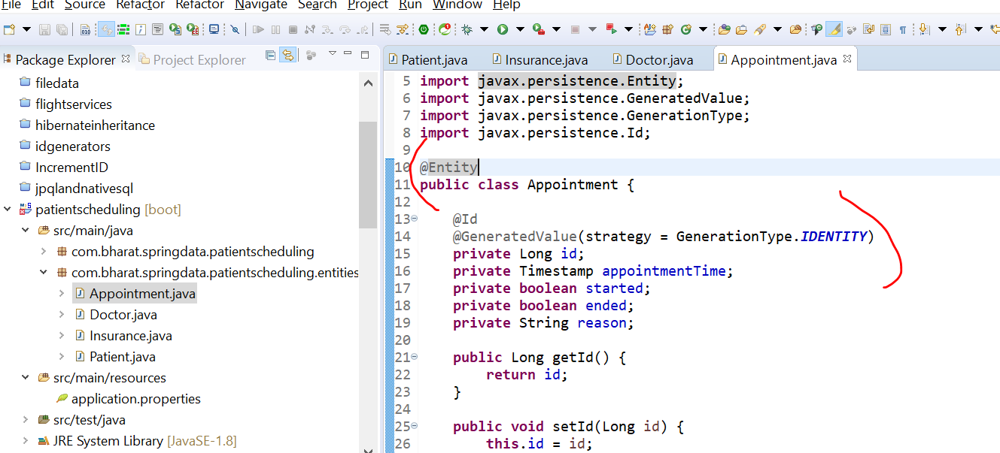 File Edit Source Refactor Refactor Navigate Search Project Run Window Help
Package Explorer Project Explorer
filedata
flightservices
hibernateinheritance
idgenerators
IncrementID
jpqlandnativesql
patientscheduling [boot]
src/main/java
com.bharat.springdata.patientscheduling
com.bharat.springdata.patientscheduling.entities
Appointment.java
Doctor.java
Insurance.java
Patient.java
src/main/resources
application.properties
src/test/java
JRE System Library [JavaSE-1.8]
Patient.java Insurance.java Doctor.java Appointment.java
5 import javax.persistence.Entity;
6 import javax.persistence.GeneratedValue;
7 import javax.persistence.GenerationType;
8 import javax.persistence.Id;
9
10 @Entity
11 public class Appointment {
12
13 @Id
14 @GeneratedValue(strategy = GenerationType.IDENTITY)
15 private Long id;
16 private Timestamp appointmentTime;
17 private boolean started;
18 private boolean ended;
19 private String reason;
20
21 public Long getId() {
22 return id;
23 }
24
25 public void setId(Long id) {
26 this.id = id;